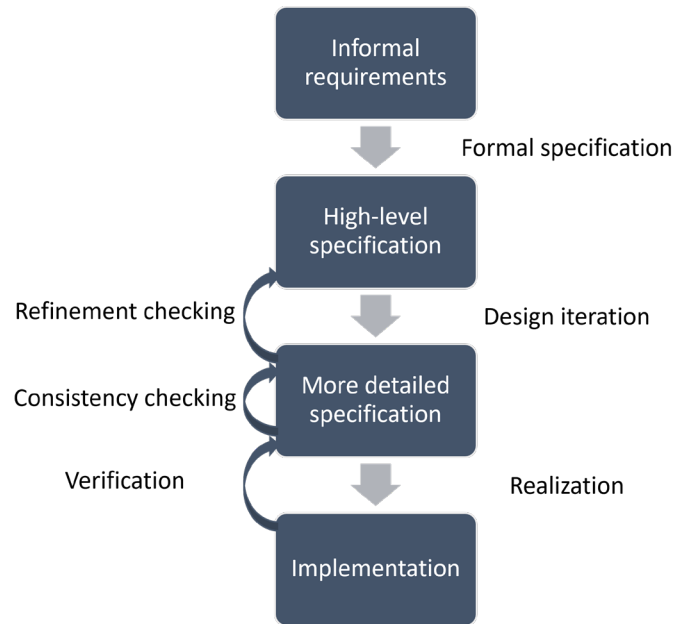 Informal
requirements
Formal specification
High-level
specification
Refinement checking
Design iteration
More detailed
specification
Consistency checking
Verification
Realization
Implementation